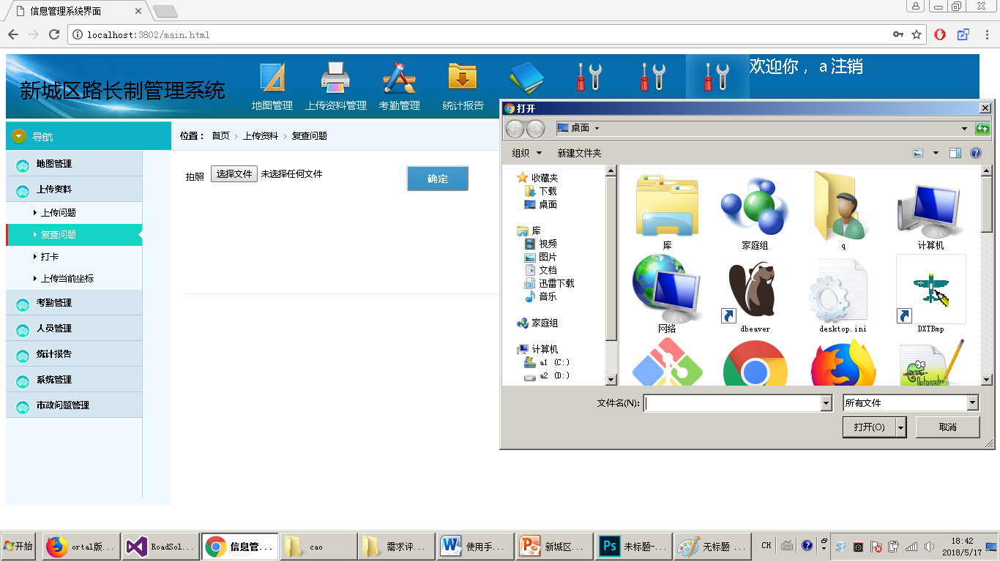 信息管理系统界面
localhost:3802/main.html
新城区路长制管理系统
地图管理
上传资料管理
考勤管理
统计报告
欢迎你， a 注销
导航
位置： 首页 › 上传资料 › 复查问题
地图管理
上传资料
上传问题
复查问题
打卡
上传当前坐标
考勤管理
人员管理
统计报告
系统管理
市政问题管理
拍照 选择文件 未选择任何文件
确定
打开
桌面
组织 新建文件夹
收藏夹
下载
桌面
库
视频
图片
文档
迅雷下载
音乐
家庭组
计算机
a1 (C:)
a2 (D:)
库
家庭组
q
计算机
网络
dbeaver
desktop.ini
DXTBmp
文件名(N):
所有文件
打开(O)
取消
开始
ortal版...
RoadSol...
信息管...
cao
需求评...
使用手...
新城区...
未标题-...
无标题 ...
CH
18:42
2018/5/17